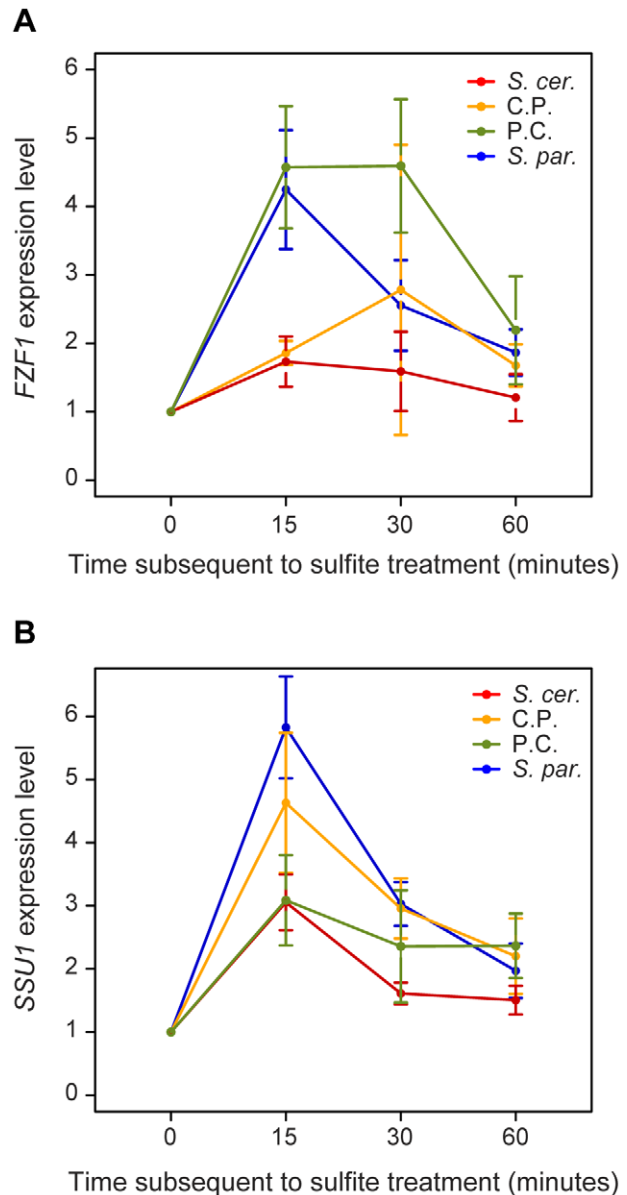 A
FZF1 expression level
6
5
4
3
2
1
0
S. cer.
C.P.
P.C.
S. par.
0 15 30 60
Time subsequent to sulfite treatment (minutes)
B
SSU1 expression level
6
5
4
3
2
1
0
S. cer.
C.P.
P.C.
S. par.
0 15 30 60
Time subsequent to sulfite treatment (minutes)